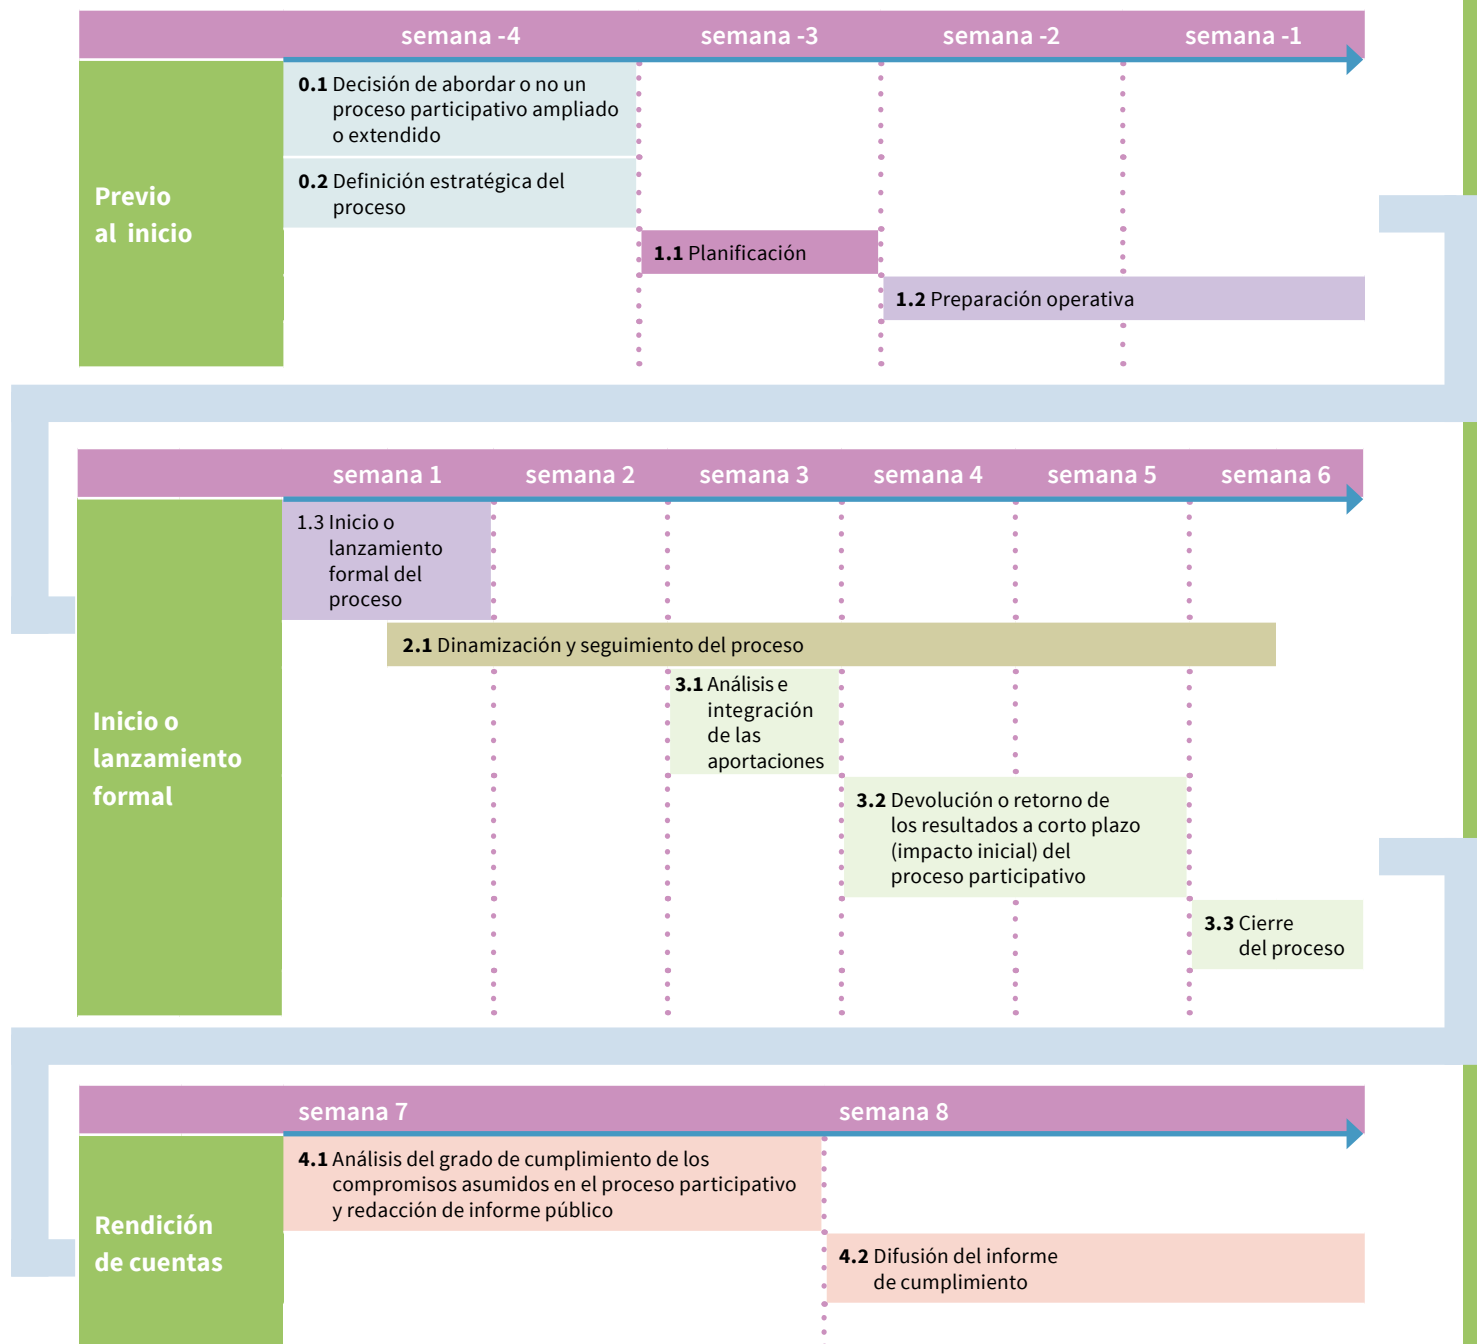 semana -4
semana -3
semana -2
semana -1
Previo
al inicio
0.1 Decisión de abordar o no un
proceso participativo ampliado
o extendido
0.2 Definición estratégica del
proceso
1.1 Planificación
1.2 Preparación operativa
semana 1
semana 2
semana 3
semana 4
semana 5
semana 6
Inicio o
lanzamiento
formal
1.3 Inicio o
lanzamiento
formal del
proceso
2.1 Dinamización y seguimiento del proceso
3.1 Análisis e
integración
de las
aportaciones
3.2 Devolución o retorno de
los resultados a corto plazo
(impacto inicial) del
proceso participativo
3.3 Cierre
del proceso
semana 7
semana 8
Rendición
de cuentas
4.1 Análisis del grado de cumplimiento de los
compromisos asumidos en el proceso participativo
y redacción de informe público
4.2 Difusión del informe
de cumplimiento